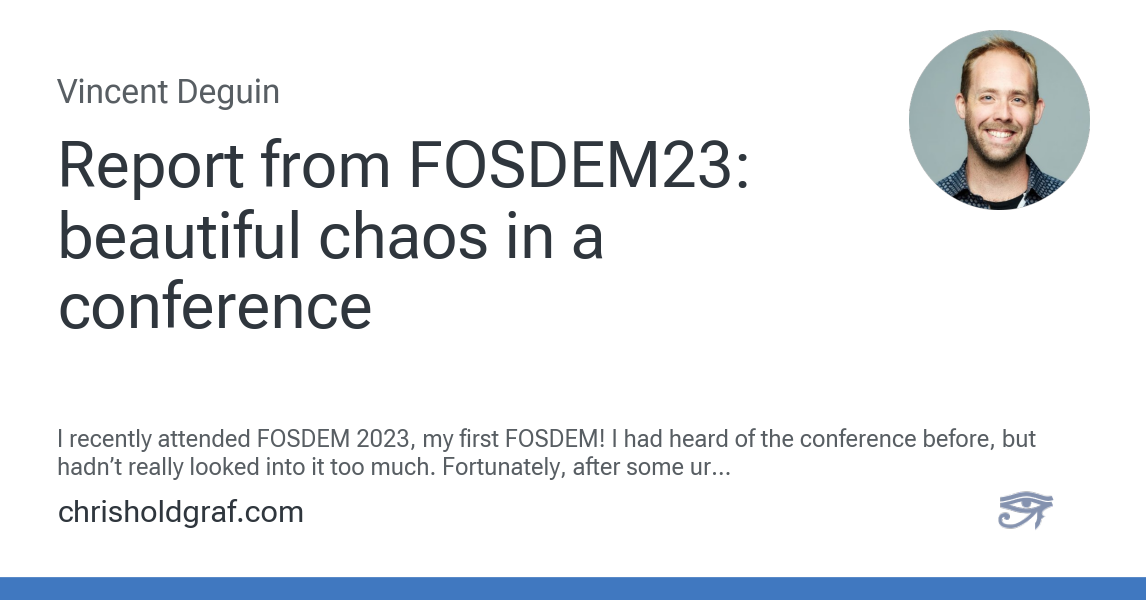 Vincent Deguin
Report from FOSDEM23:
beautiful chaos in a
conference
I recently attended FOSDEM 2023, my first FOSDEM! I had heard of the conference before, but
hadn’t really looked into it too much. Fortunately, after some ur...
chrisholdgraf.com